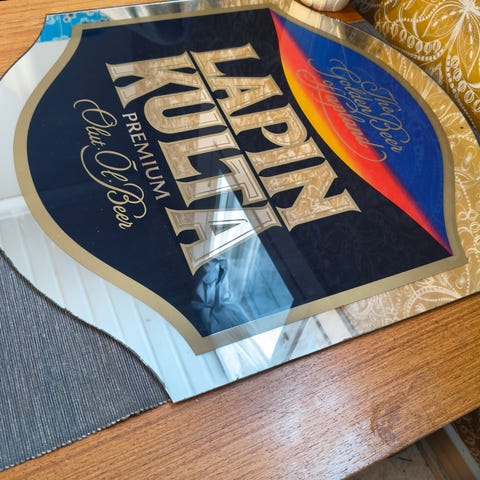 The
Golden Beer
of Lapland
LAPIN
KULTA
PREMIUM
Olut Öl Beer